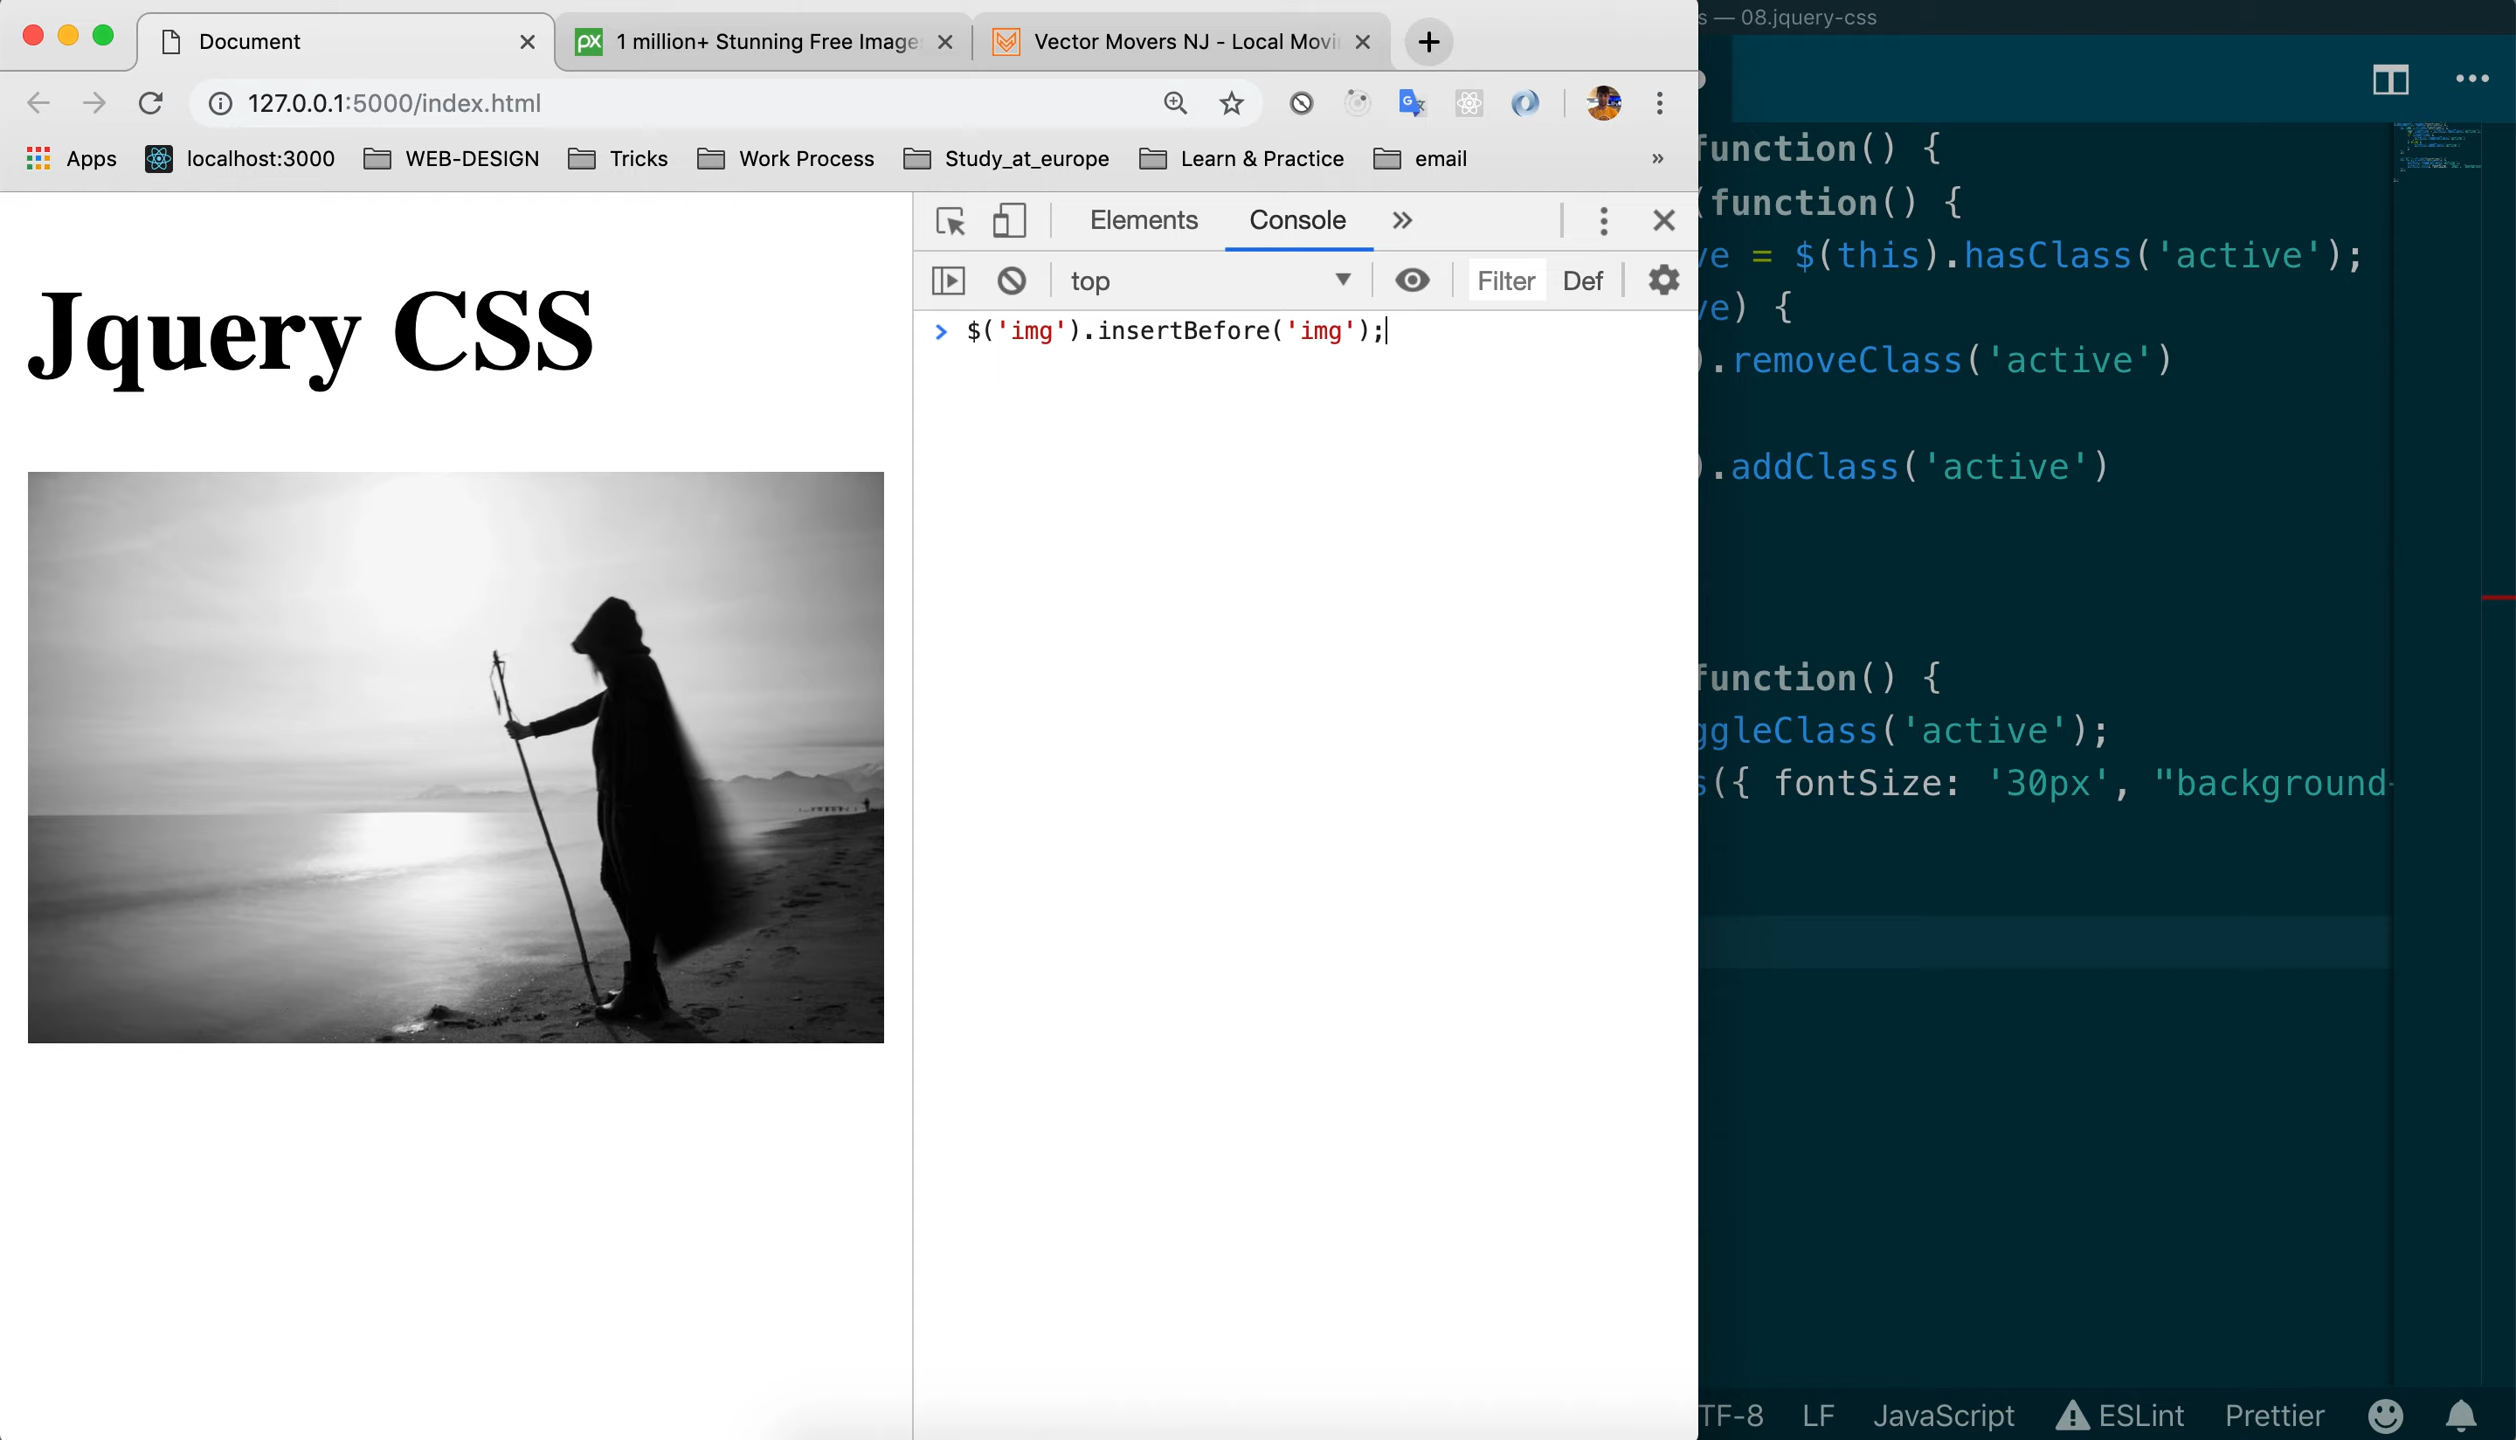 Document
1 million+ Stunning Free Image
Vector Movers NJ - Local Movi
127.0.0.1:5000/index.html
Apps
localhost:3000
WEB-DESIGN
Tricks
Work Process
Study_at_europe
Learn & Practice
email
»
Jquery CSS
Elements
Console
top
Filter
Def
> $('img').insertBefore('img');
s — 08.jquery-css
function() {
(function() {
ve = $(this).hasClass('active');
ve) {
).removeClass('active')
).addClass('active')
function() {
ggleClass('active');
s({ fontSize: '30px', "background-
TF-8
LF
JavaScript
ESLint
Prettier